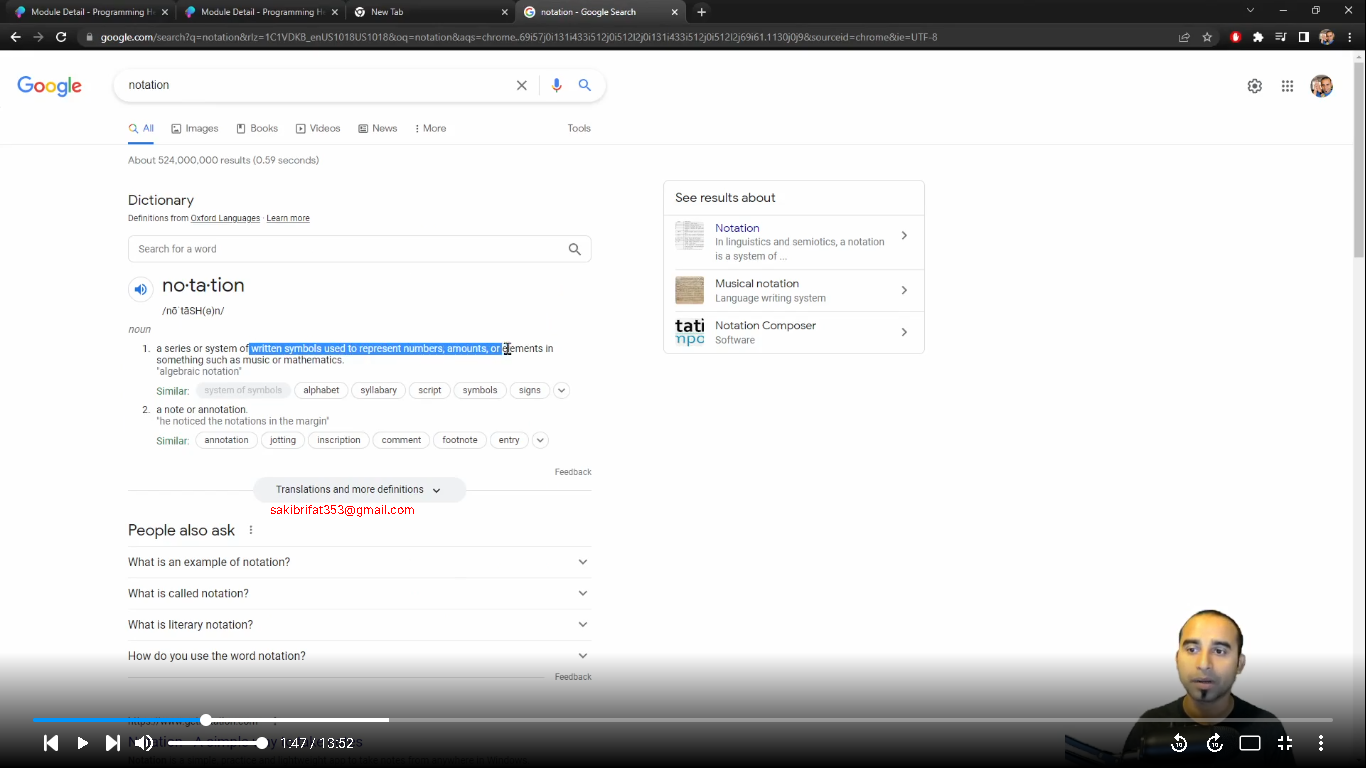 Module Detail - Programming H
Module Detail - Programming H
New Tab
notation - Google Search
google.com/search?q=notation&rlz=1C1VDKB_enUS1018US1018&oq=notation&aqs=chrome..69i57j0i131i433i512j0i512l2j0i131i433i512j0i512l2j69i61.1130j0j9&sourceid=chrome&ie=UTF-8
Google
notation
All Images Books Videos News More Tools
About 524,000,000 results (0.59 seconds)
Dictionary
Definitions from Oxford Languages · Learn more
Search for a word
no·ta·tion
/nōˈtāSH(ə)n/
noun
1. a series or system of written symbols used to represent numbers, amounts, or elements in
something such as music or mathematics.
"algebraic notation"
Similar: system of symbols alphabet syllabary script symbols signs
2. a note or annotation.
"he noticed the notations in the margin"
Similar: annotation jotting inscription comment footnote entry
Feedback
Translations and more definitions
sakibrifat353@gmail.com
People also ask
What is an example of notation?
What is called notation?
What is literary notation?
How do you use the word notation?
Feedback
See results about
Notation
In linguistics and semiotics, a notation
is a system of ...
Musical notation
Language writing system
tati
mpo
Notation Composer
Software
1:47 / 13:52
10
10